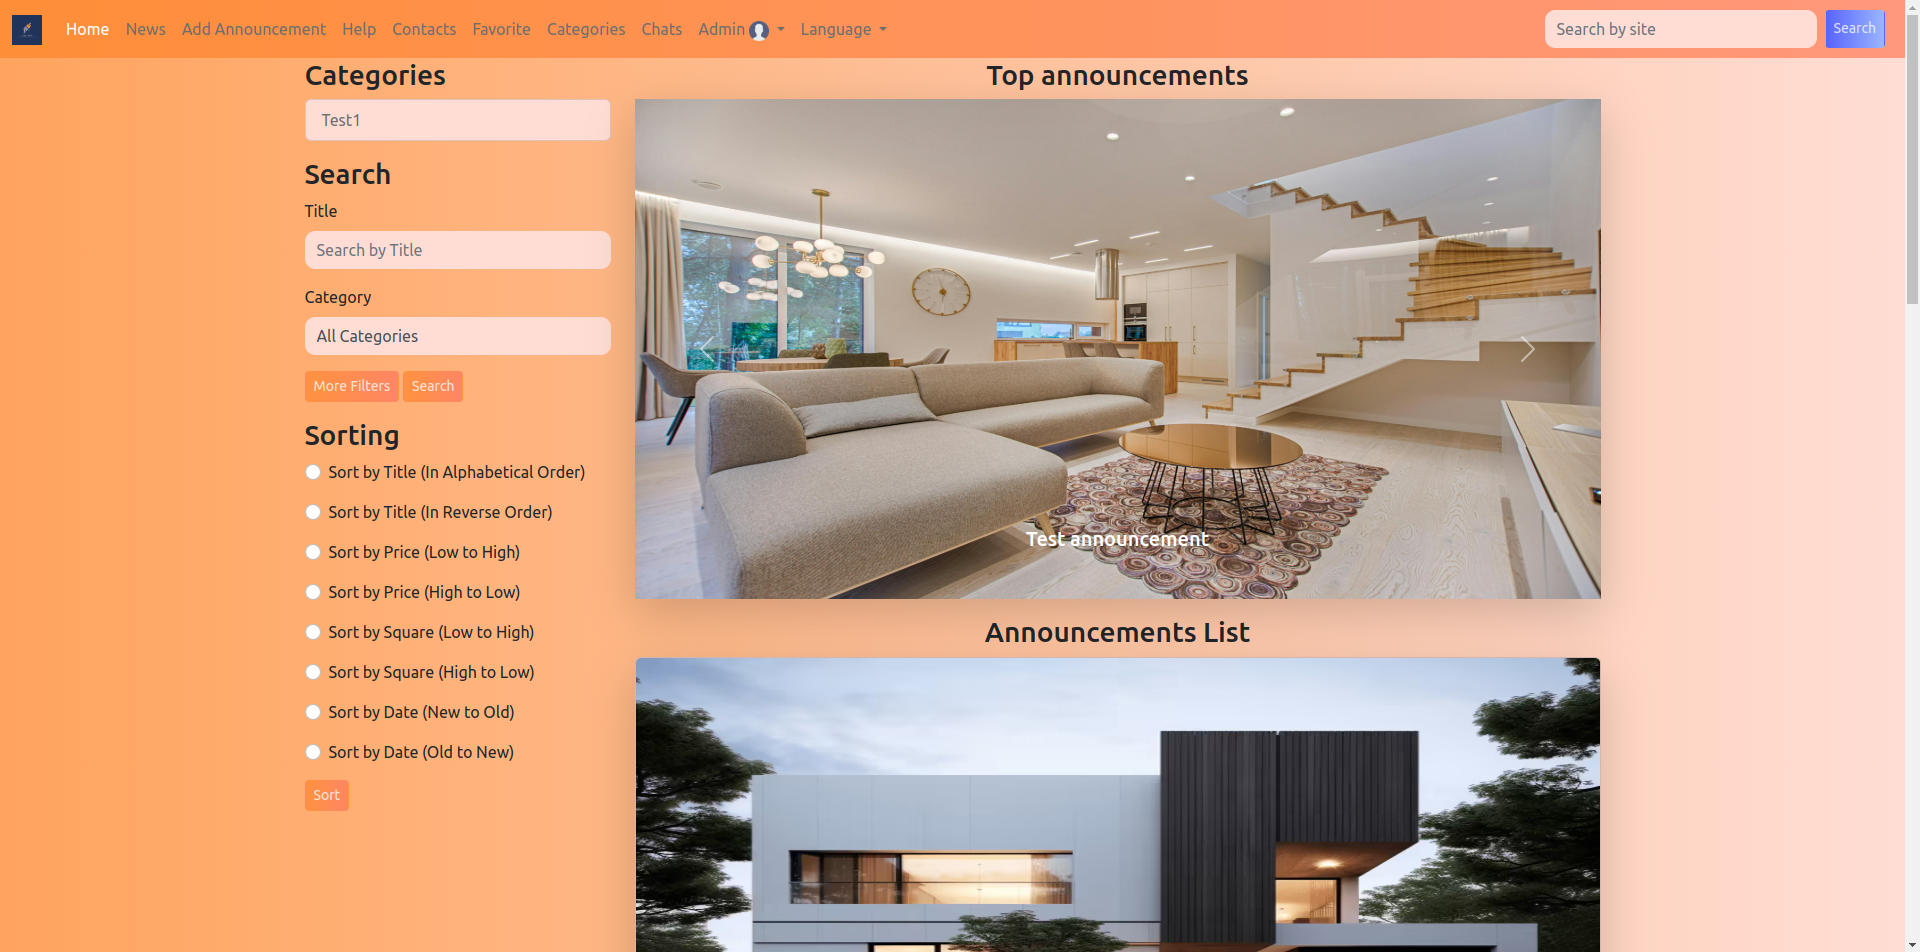 Home News Add Announcement Help Contacts Favorite Categories Chats Admin Language Search by site Search
Categories
Test1
Search
Title
Search by Title
Category
All Categories
More Filters Search
Sorting
Sort by Title (In Alphabetical Order)
Sort by Title (In Reverse Order)
Sort by Price (Low to High)
Sort by Price (High to Low)
Sort by Square (Low to High)
Sort by Square (High to Low)
Sort by Date (New to Old)
Sort by Date (Old to New)
Sort
Top announcements
Test announcement
Announcements List